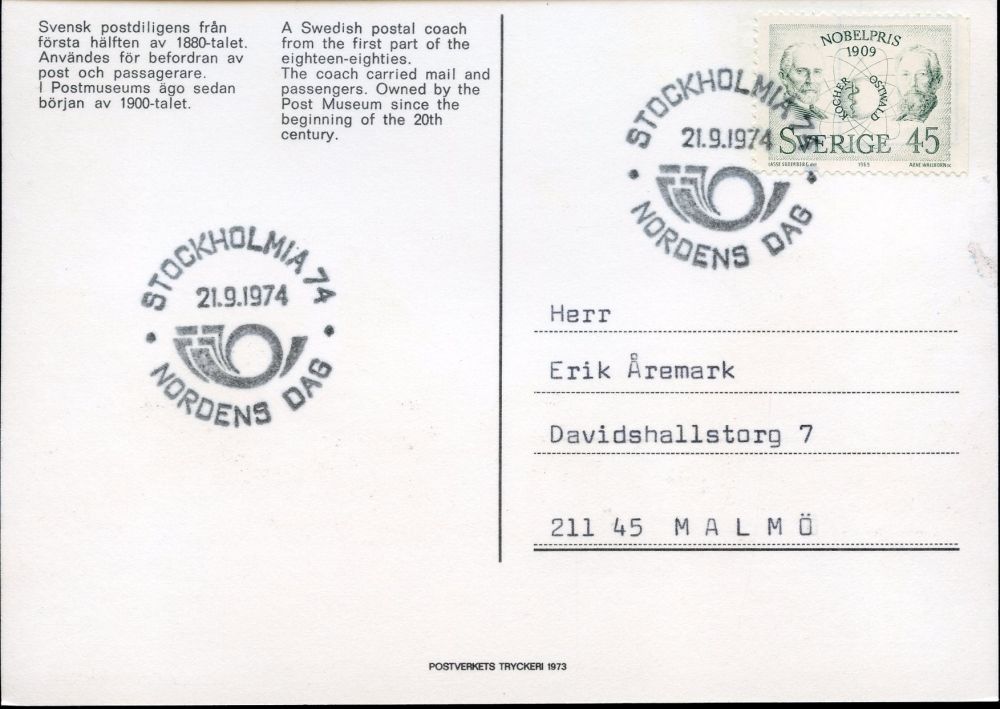 Svensk postdiligens från
första hälften av 1880-talet.
Användes för befordran av
post och passagerare.
I Postmuseums ägo sedan
början av 1900-talet.
A Swedish postal coach
from the first part of the
eighteen-eighties.
The coach carried mail and
passengers. Owned by the
Post Museum since the
beginning of the 20th
century.
NOBELPRIS
1909
KOCHER
OSTWALD
SVERIGE 45
1969
STOCKHOLMIA 74
21.9.1974
NORDENS DAG
STOCKHOLMIA 74
21.9.1974
NORDENS DAG
Herr
Erik Åremark
Davidshallstorg 7
211 45 MALMÖ
POSTVERKETS TRYCKERI 1973